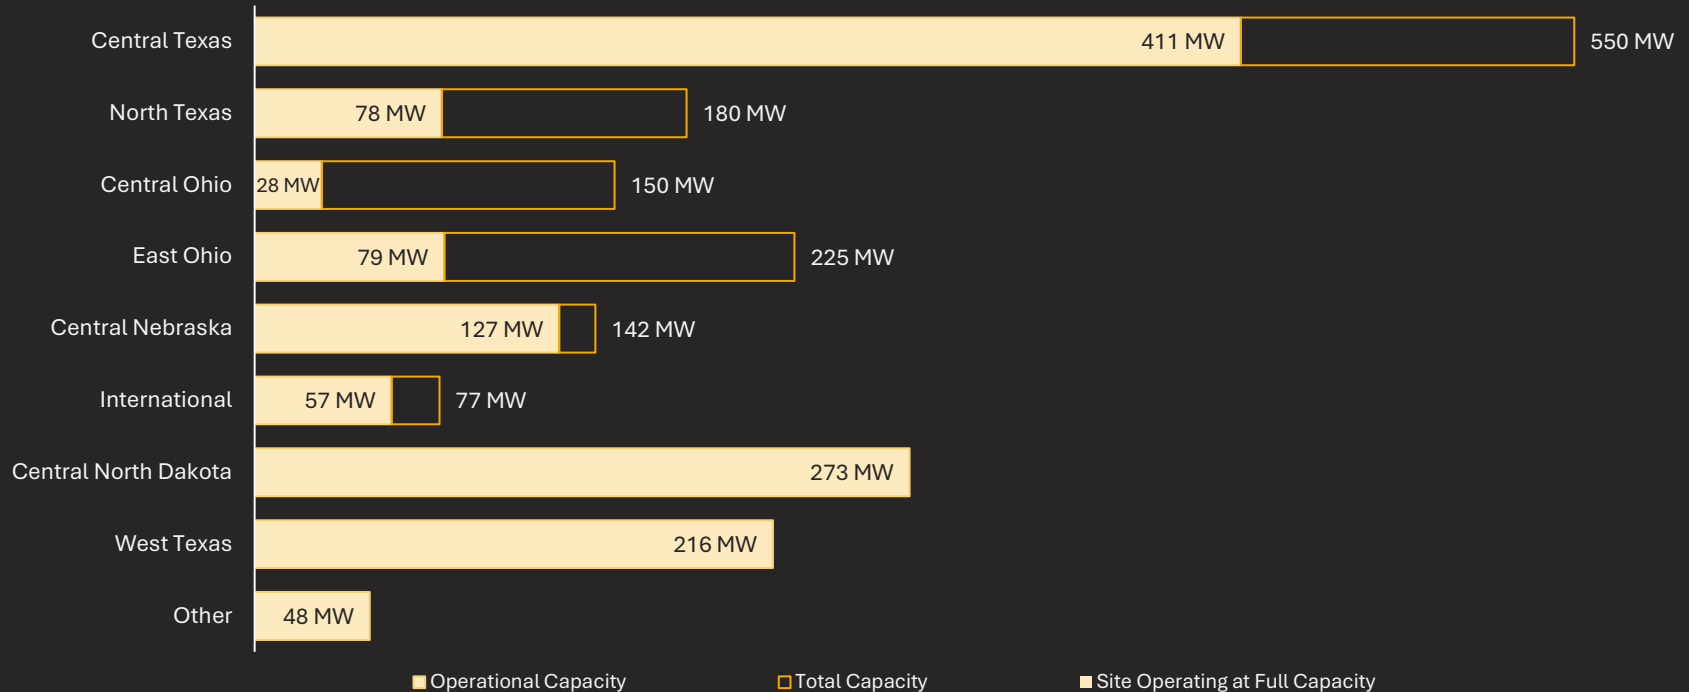 Central Texas 411 MW 550 MW
North Texas 78 MW 180 MW
Central Ohio 28 MW 150 MW
East Ohio 79 MW 225 MW
Central Nebraska 127 MW 142 MW
International 57 MW 77 MW
Central North Dakota 273 MW
West Texas 216 MW
Other 48 MW
Operational Capacity Total Capacity Site Operating at Full Capacity